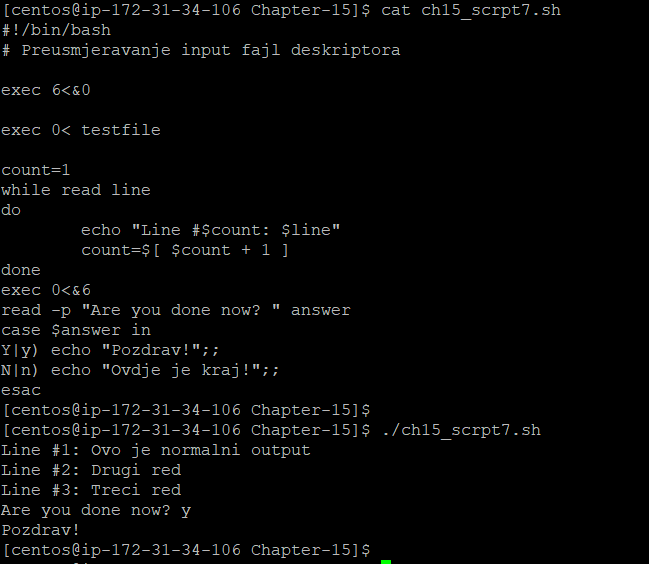 [centos@ip-172-31-34-106 Chapter-15]$ cat ch15_scrpt7.sh
#!/bin/bash
# Preusmjeravanje input fajl deskriptora

exec 6<&0

exec 0< testfile

count=1
while read line
do
        echo "Line #$count: $line"
        count=$[ $count + 1 ]
done
exec 0<&6
read -p "Are you done now? " answer
case $answer in
Y|y) echo "Pozdrav!";;
N|n) echo "Ovdje je kraj!";;
esac
[centos@ip-172-31-34-106 Chapter-15]$
[centos@ip-172-31-34-106 Chapter-15]$ ./ch15_scrpt7.sh
Line #1: Ovo je normalni output
Line #2: Drugi red
Line #3: Treci red
Are you done now? y
Pozdrav!
[centos@ip-172-31-34-106 Chapter-15]$